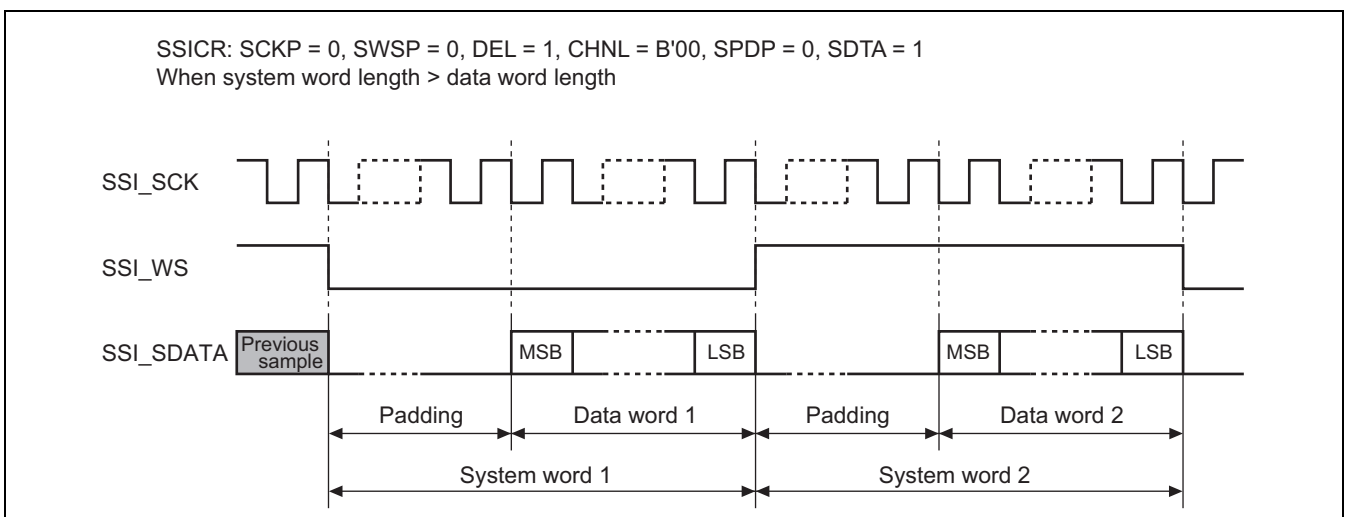 SSICR: SCKP = 0, SWSP = 0, DEL = 1, CHNL = B'00, SPDP = 0, SDTA = 1
When system word length > data word length
SSI_SCK
SSI_WS
SSI_SDATA
Previous
sample
MSB
LSB
MSB
LSB
Padding
Data word 1
Padding
Data word 2
System word 1
System word 2